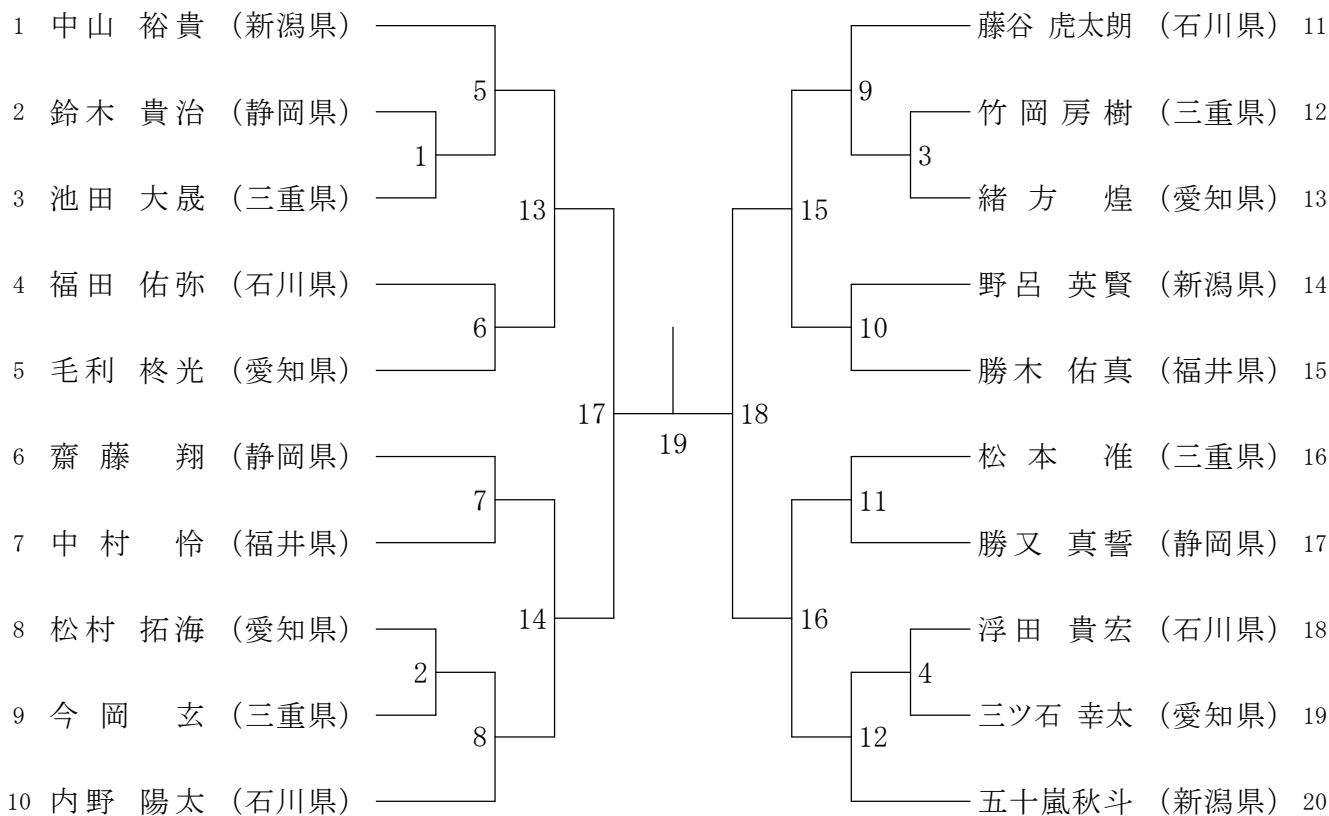 1 中山 裕貴 (新潟県)
2 鈴木 貴治 (静岡県)
3 池田 大晟 (三重県)
4 福田 佑弥 (石川県)
5 毛利 柊光 (愛知県)
6 齋藤 翔 (静岡県)
7 中村 怜 (福井県)
8 松村 拓海 (愛知県)
9 今岡 玄 (三重県)
10 内野 陽太 (石川県)
5
1
13
6
17
7
14
2
8
19
9
3
15
10
18
11
16
4
12
藤谷 虎太朗 (石川県) 11
竹岡房樹 (三重県) 12
緒方 煌 (愛知県) 13
野呂 英賢 (新潟県) 14
勝木 佑真 (福井県) 15
松本 准 (三重県) 16
勝又 真誓 (静岡県) 17
浮田 貴宏 (石川県) 18
三ツ石 幸太 (愛知県) 19
五十嵐秋斗 (新潟県) 20